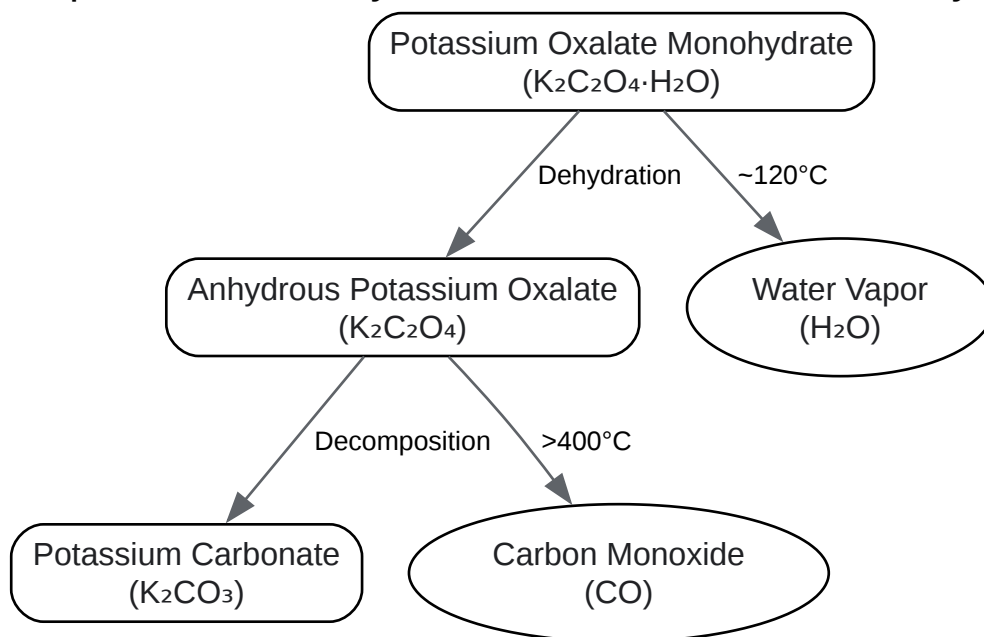 Potassium Oxalate Monohydrate
(K₂C₂O₄·H₂O)
Dehydration
~120°C
Anhydrous Potassium Oxalate
(K₂C₂O₄)
Water Vapor
(H₂O)
Decomposition
>400°C
Potassium Carbonate
(K₂CO₃)
Carbon Monoxide
(CO)